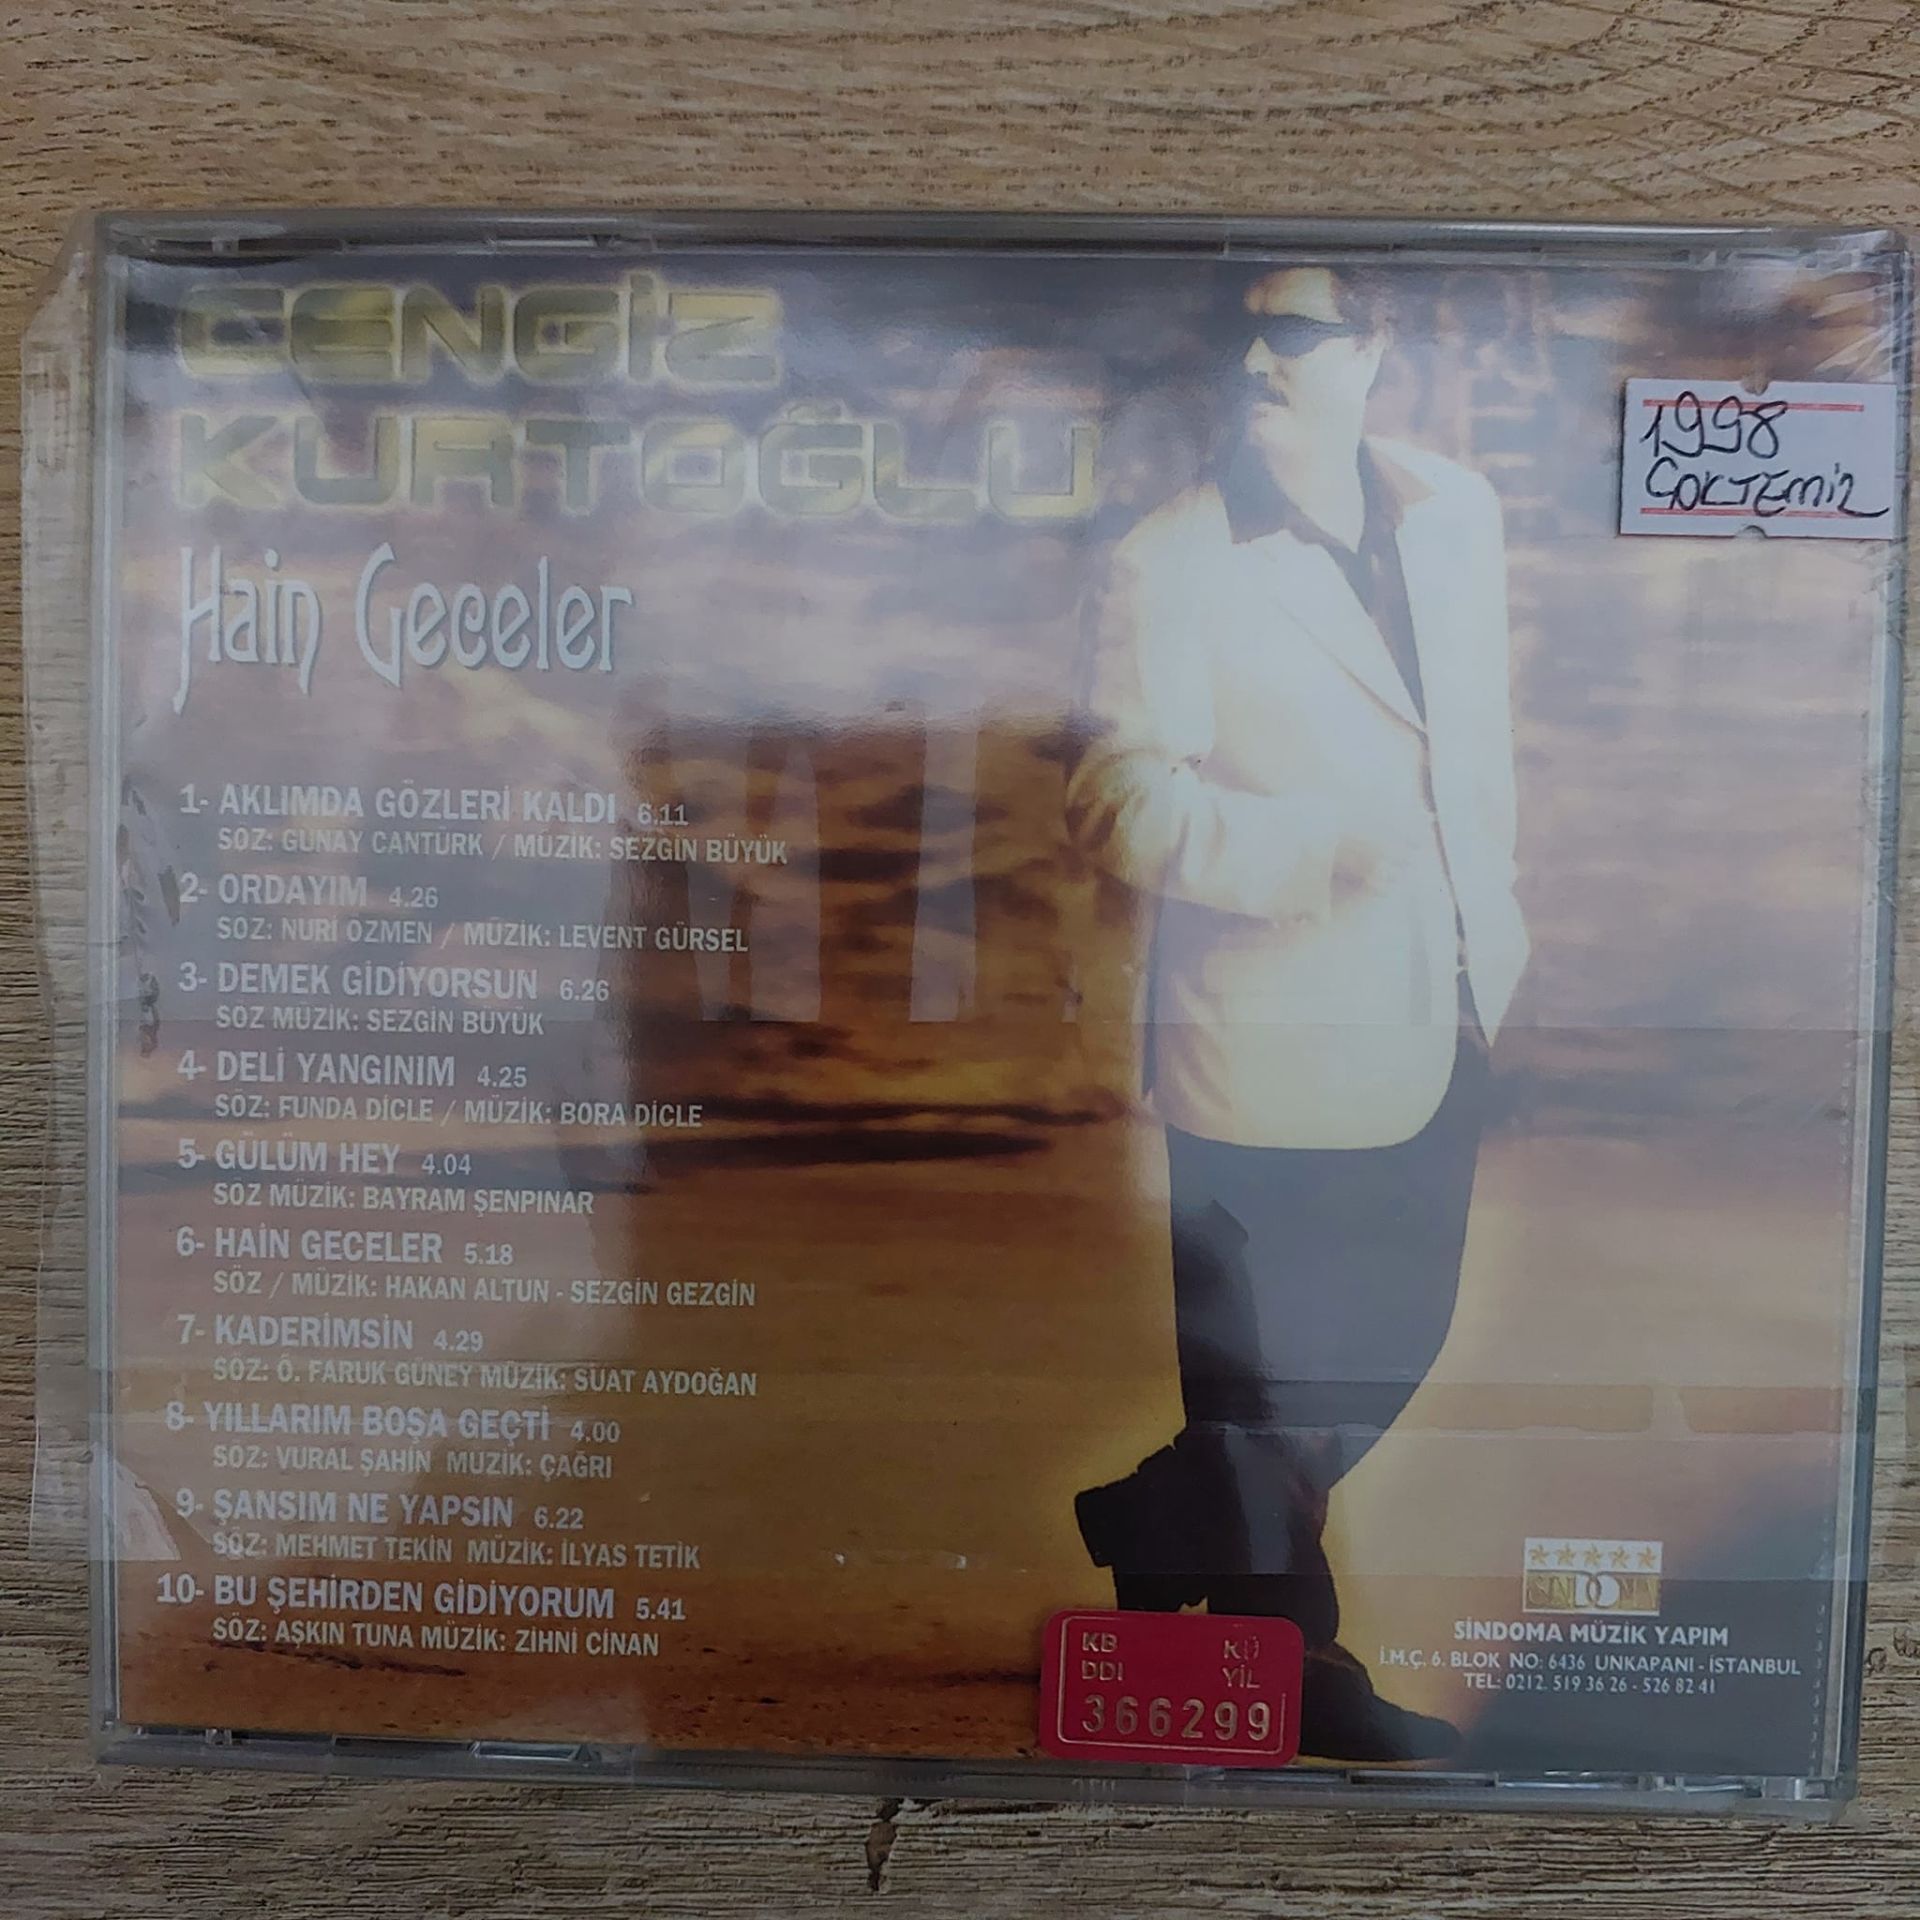 CENGİZ
KURTOĞLU
Hain Geceler
1998
ÇOKTEMİZ
1- AKLIMDA GÖZLERİ KALDI 6.11
SÖZ: GÜNAY CANTÜRK / MÜZİK: SEZGİN BÜYÜK
2- ORDAYIM 4.26
SÖZ: NURİ ÖZMEN / MÜZİK: LEVENT GÜRSEL
3- DEMEK GİDİYORSUN 6.26
SÖZ MÜZİK: SEZGİN BÜYÜK
4- DELİ YANGINIM 4.25
SÖZ: FUNDA DİCLE / MÜZİK: BORA DİCLE
5- GÜLÜM HEY 4.04
SÖZ MÜZİK: BAYRAM ŞENPINAR
6- HAİN GECELER 5.18
SÖZ / MÜZİK: HAKAN ALTUN - SEZGİN GEZGİN
7- KADERİMSİN 4.29
SÖZ: Ö. FARUK GÜNEY MÜZİK: SUAT AYDOĞAN
8- YILLARIM BOŞA GEÇTİ 4.00
SÖZ: VURAL ŞAHİN MÜZİK: ÇAĞRI
9- ŞANSIM NE YAPSIN 6.22
SÖZ: MEHMET TEKİN MÜZİK: İLYAS TETİK
10- BU ŞEHİRDEN GİDİYORUM 5.41
SÖZ: AŞKIN TUNA MÜZİK: ZİHNİ CİNAN
KB RÜ
DDI YİL
366299
SİNDOMA
SİNDOMA MÜZİK YAPIM
İ.M.Ç. 6. BLOK NO: 6436 UNKAPANI - İSTANBUL
TEL: 0212. 519 36 26 - 526 82 41